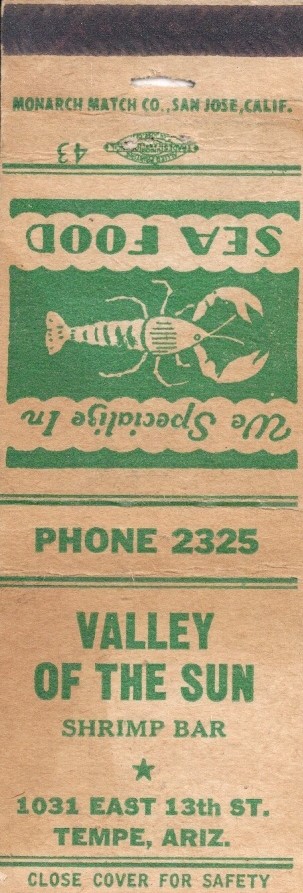 MONARCH MATCH CO., SAN JOSE, CALIF.
43
We Specialize In
SEA FOOD
PHONE 2325
VALLEY
OF THE SUN
SHRIMP BAR
1031 EAST 13th ST.
TEMPE, ARIZ.
CLOSE COVER FOR SAFETY